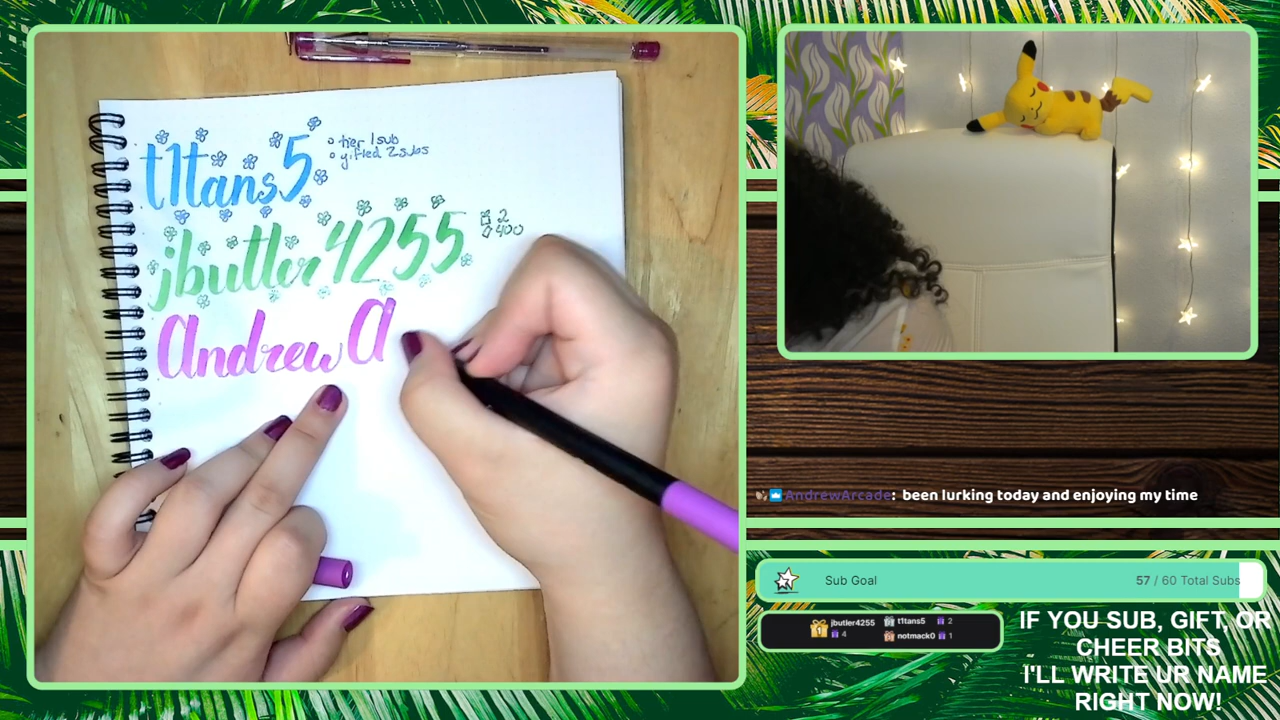 t1tans5
tier 1 sub
gifted 2 subs
jbutler4255
2
400
AndrewA
AndrewArcade: been lurking today and enjoying my time
Sub Goal
57 / 60 Total Subs
jbutler4255
4
t1tans5 2
notmack0 1
IF YOU SUB, GIFT, OR
CHEER BITS
I'LL WRITE UR NAME
RIGHT NOW!